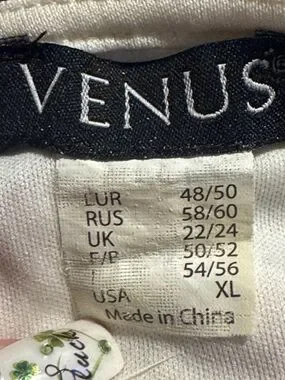 VENUS
EUR 48/50
RUS 58/60
UK 22/24
E/P 50/52
I 54/56
USA XL
Made in China